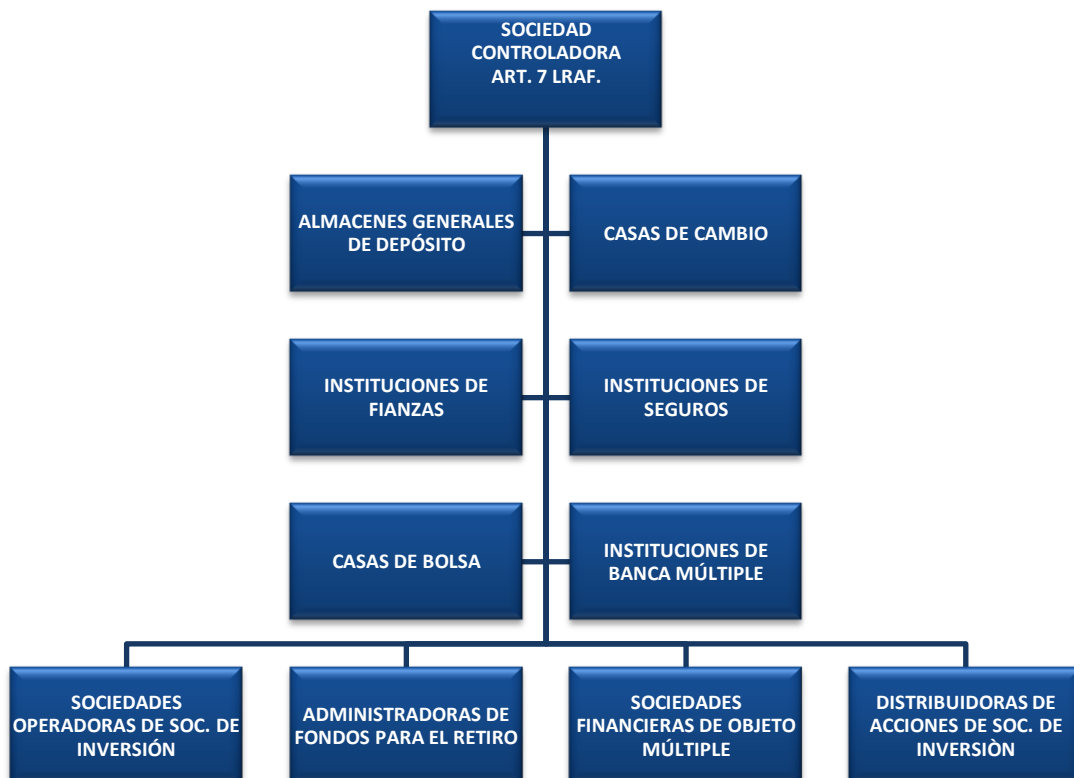 SOCIEDAD
CONTROLADORA
ART. 7 LRAF.
ALMACENES GENERALES
DE DEPÓSITO
CASAS DE CAMBIO
INSTITUCIONES DE
FIANZAS
INSTITUCIONES DE
SEGUROS
CASAS DE BOLSA
INSTITUCIONES DE
BANCA MÚLTIPLE
SOCIEDADES
OPERADORAS DE SOC. DE
INVERSIÓN
ADMINISTRADORAS DE
FONDOS PARA EL RETIRO
SOCIEDADES
FINANCIERAS DE OBJETO
MÚLTIPLE
DISTRIBUIDORAS DE
ACCIONES DE SOC. DE
INVERSIÒN